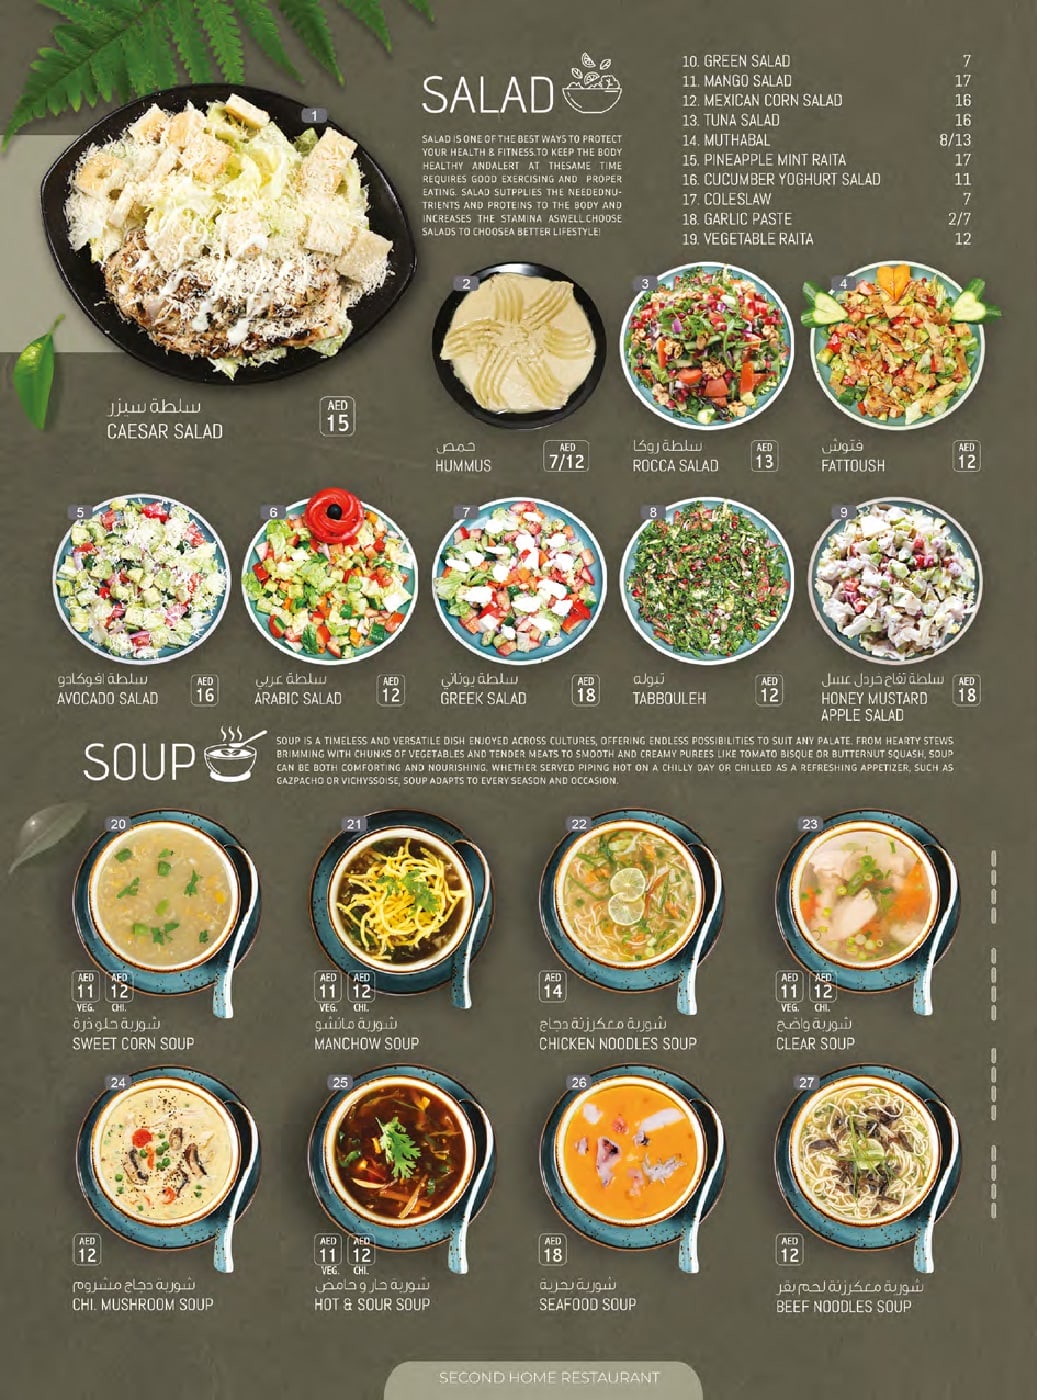 SALAD
SALAD IS ONE OF THE BEST WAYS TO PROTECT
YOUR HEALTH & FITNESS.TO KEEP THE BODY
HEALTHY ANDALERT AT THESAME TIME
REQUIRES GOOD EXERCISING AND PROPER
EATING. SALAD SUTPPLIES THE NEEDEDNU-
TRIENTS AND PROTEINS TO THE BODY AND
INCREASES THE STAMINA ASWELL.CHOOSE
SALADS TO CHOOSEA BETTER LIFESTYLE!
10. GREEN SALAD 7
11. MANGO SALAD 17
12. MEXICAN CORN SALAD 16
13. TUNA SALAD 16
14. MUTHABAL 8/13
15. PINEAPPLE MINT RAITA 17
16. CUCUMBER YOGHURT SALAD 11
17. COLESLAW 7
18. GARLIC PASTE 2/7
19. VEGETABLE RAITA 12
1
سلطة سيزر
CAESAR SALAD
AED
15
2
حمص
HUMMUS
AED
7/12
3
سلطة روكا
ROCCA SALAD
AED
13
4
فتوش
FATTOUSH
AED
12
5
سلطة افوكادو
AVOCADO SALAD
AED
16
6
سلطة عربي
ARABIC SALAD
AED
12
7
سلطة يوناني
GREEK SALAD
AED
18
8
تبوله
TABBOULEH
AED
12
9
سلطة تفاح خردل عسل
HONEY MUSTARD
APPLE SALAD
AED
18
SOUP
SOUP IS A TIMELESS AND VERSATILE DISH ENJOYED ACROSS CULTURES, OFFERING ENDLESS POSSIBILITIES TO SUIT ANY PALATE. FROM HEARTY STEWS
BRIMMING WITH CHUNKS OF VEGETABLES AND TENDER MEATS TO SMOOTH AND CREAMY PUREES LIKE TOMATO BISQUE OR BUTTERNUT SQUASH, SOUP
CAN BE BOTH COMFORTING AND NOURISHING. WHETHER SERVED PIPING HOT ON A CHILLY DAY OR CHILLED AS A REFRESHING APPETIZER, SUCH AS
GAZPACHO OR VICHYSSOISE, SOUP ADAPTS TO EVERY SEASON AND OCCASION.
20
AED AED
11 12
VEG. CHI.
شوربة حلو ذرة
SWEET CORN SOUP
21
AED AED
11 12
VEG. CHI.
شوربة مانشو
MANCHOW SOUP
22
AED
14
شوربة معكرزنة دجاج
CHICKEN NOODLES SOUP
23
AED AED
11 12
VEG. CHI.
شوربة واضح
CLEAR SOUP
24
AED
12
شوربة دجاج مشروم
CHI. MUSHROOM SOUP
25
AED AED
11 12
VEG. CHI.
شوربة حار و حامض
HOT & SOUR SOUP
26
AED
18
شوربة بحرية
SEAFOOD SOUP
27
AED
12
شوربة معكرزنة لحم بقر
BEEF NOODLES SOUP
SECOND HOME RESTAURANT